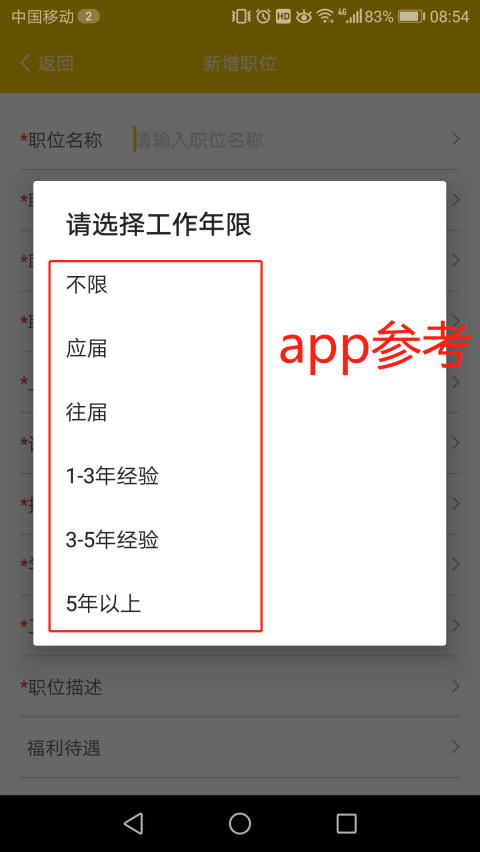 中国移动 2 HD 4G 83% 08:54
返回 新增职位
*职位名称 请输入职位名称
请选择工作年限
不限
应届
app参考
往届
1-3年经验
3-5年经验
5年以上
*职位描述
福利待遇